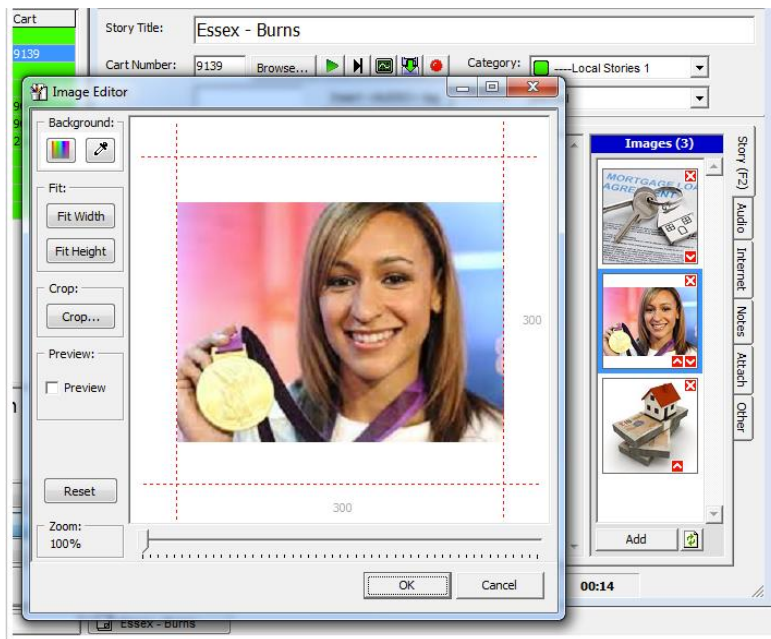 Cart
9139
Story Title: Essex - Burns
Cart Number: 9139 Browse... Category: ----Local Stories 1
Image Editor
Background:
Fit:
Fit Width
Fit Height
Crop:
Crop...
Preview:
Preview
Reset
Zoom:
100%
300
300
OK Cancel
Images (3)
MORTGAGE LOA
AGREEMENT
Add
Story (F2)
Audio
Internet
Notes
Attach
Other
00:14
Essex - Burns